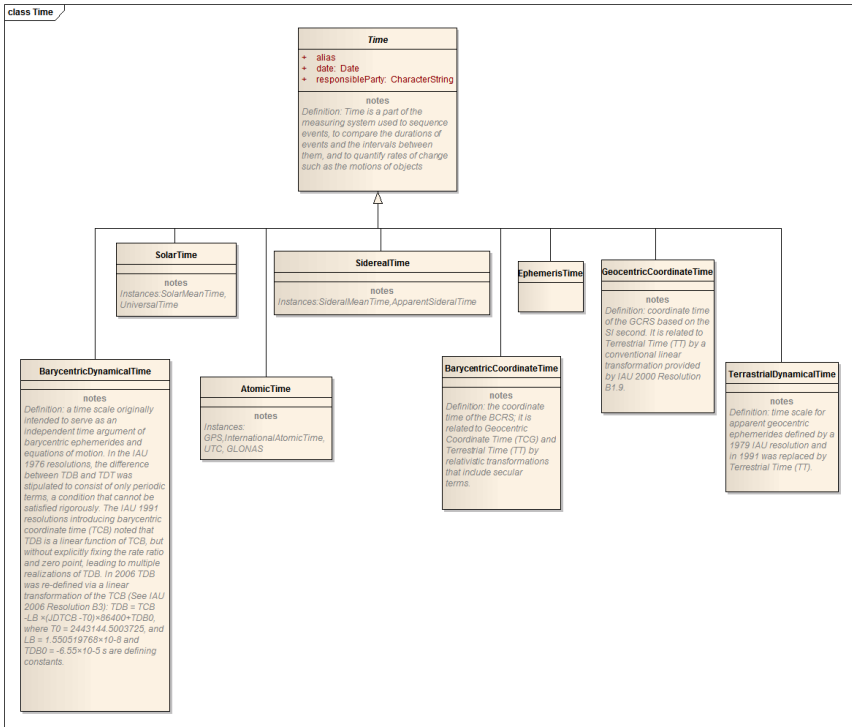 class Time
Time
+ alias
+ date: Date
+ responsibleParty: CharacterString
notes
Definition: Time is a part of the
measuring system used to sequence
events, to compare the durations of
events and the intervals between
them, and to quantify rates of change
such as the motions of objects
SolarTime
notes
Instances:SolarMeanTime,
UniversalTime
SiderealTime
notes
Instances:SideralMeanTime,ApparentSideralTime
EphemerisTime
GeocentricCoordinateTime
notes
Definition: coordinate time
of the GCRS based on the
SI second. It is related to
Terrestrial Time (TT) by a
conventional linear
transformation provided
by IAU 2000 Resolution
B1.9.
BarycentricDynamicalTime
notes
Definition: a time scale originally
intended to serve as an
independent time argument of
barycentric ephemerides and
equations of motion. In the IAU
1976 resolutions, the difference
between TDB and TDT was
stipulated to consist of only periodic
terms, a condition that cannot be
satisfied rigorously. The IAU 1991
resolutions introducing barycentric
coordinate time (TCB) noted that
TDB is a linear function of TCB, but
without explicitly fixing the rate ratio
and zero point, leading to multiple
realizations of TDB. In 2006 TDB
was re-defined via a linear
transformation of the TCB (See IAU
2006 Resolution B3): TDB = TCB
-LB ×(JDTCB -T0)×86400+TDB0,
where T0 = 2443144.5003725, and
LB = 1.550519768×10-8 and
TDB0 = -6.55×10-5 s are defining
constants.
AtomicTime
notes
Instances:
GPS,InternationalAtomicTime,
UTC, GLONAS
BarycentricCoordinateTime
notes
Definition: the coordinate
time of the BCRS; it is
related to Geocentric
Coordinate Time (TCG) and
Terrestrial Time (TT) by
relativistic transformations
that include secular
terms.
TerrastrialDynamicalTime
notes
Definition: time scale for
apparent geocentric
ephemerides defined by a
1979 IAU resolution and
in 1991 was replaced by
Terrestrial Time (TT).